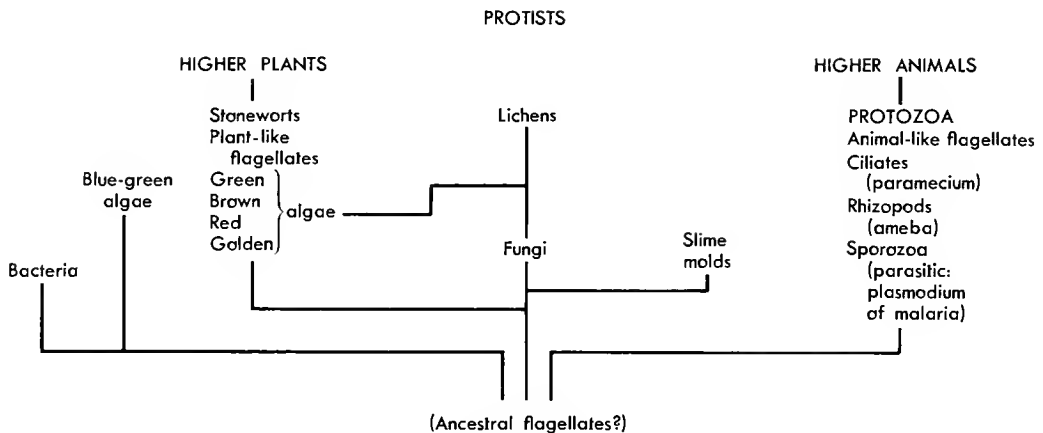 PROTISTS
HIGHER PLANTS
Stoneworts
Plant-like
flagellates
Green
Brown
Red
Golden
algae
Blue-green
algae
Bacteria
Lichens
Fungi
Slime
molds
HIGHER ANIMALS
PROTOZOA
Animal-like flagellates
Ciliates
(paramecium)
Rhizopods
(ameba)
Sporozoa
(parasitic:
plasmodium
of malaria)
(Ancestral flagellates?)